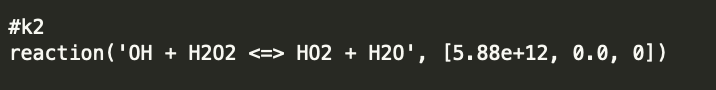 #k2
reaction('OH + H2O2 <=> HO2 + H2O', [5.88e+12, 0.0, 0])